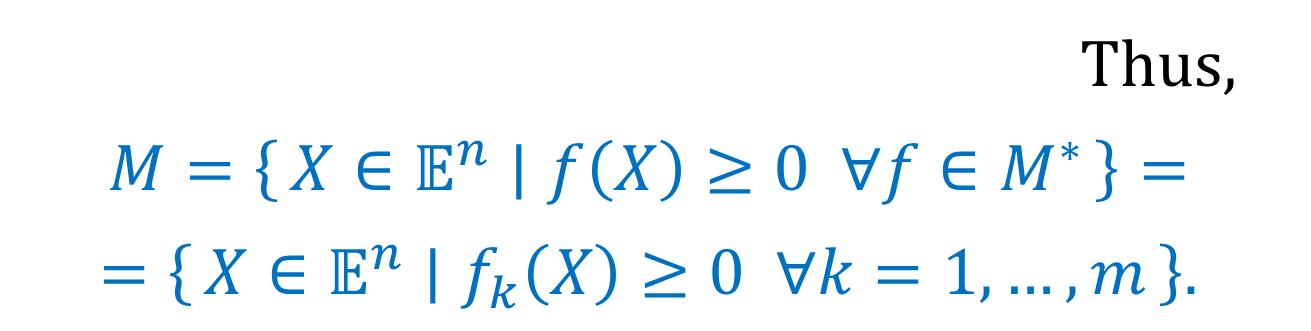 Thus,
𝑀 = { 𝑋 ∈ 𝔼ⁿ | 𝑓(𝑋) ≥ 0 ∀𝑓 ∈ 𝑀* } =
= { 𝑋 ∈ 𝔼ⁿ | 𝑓ₖ(𝑋) ≥ 0 ∀𝑘 = 1, … , 𝑚 }.